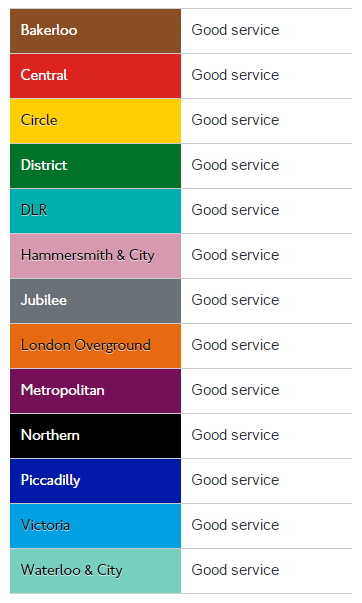 Bakerloo Good service
Central Good service
Circle Good service
District Good service
DLR Good service
Hammersmith & City Good service
Jubilee Good service
London Overground Good service
Metropolitan Good service
Northern Good service
Piccadilly Good service
Victoria Good service
Waterloo & City Good service